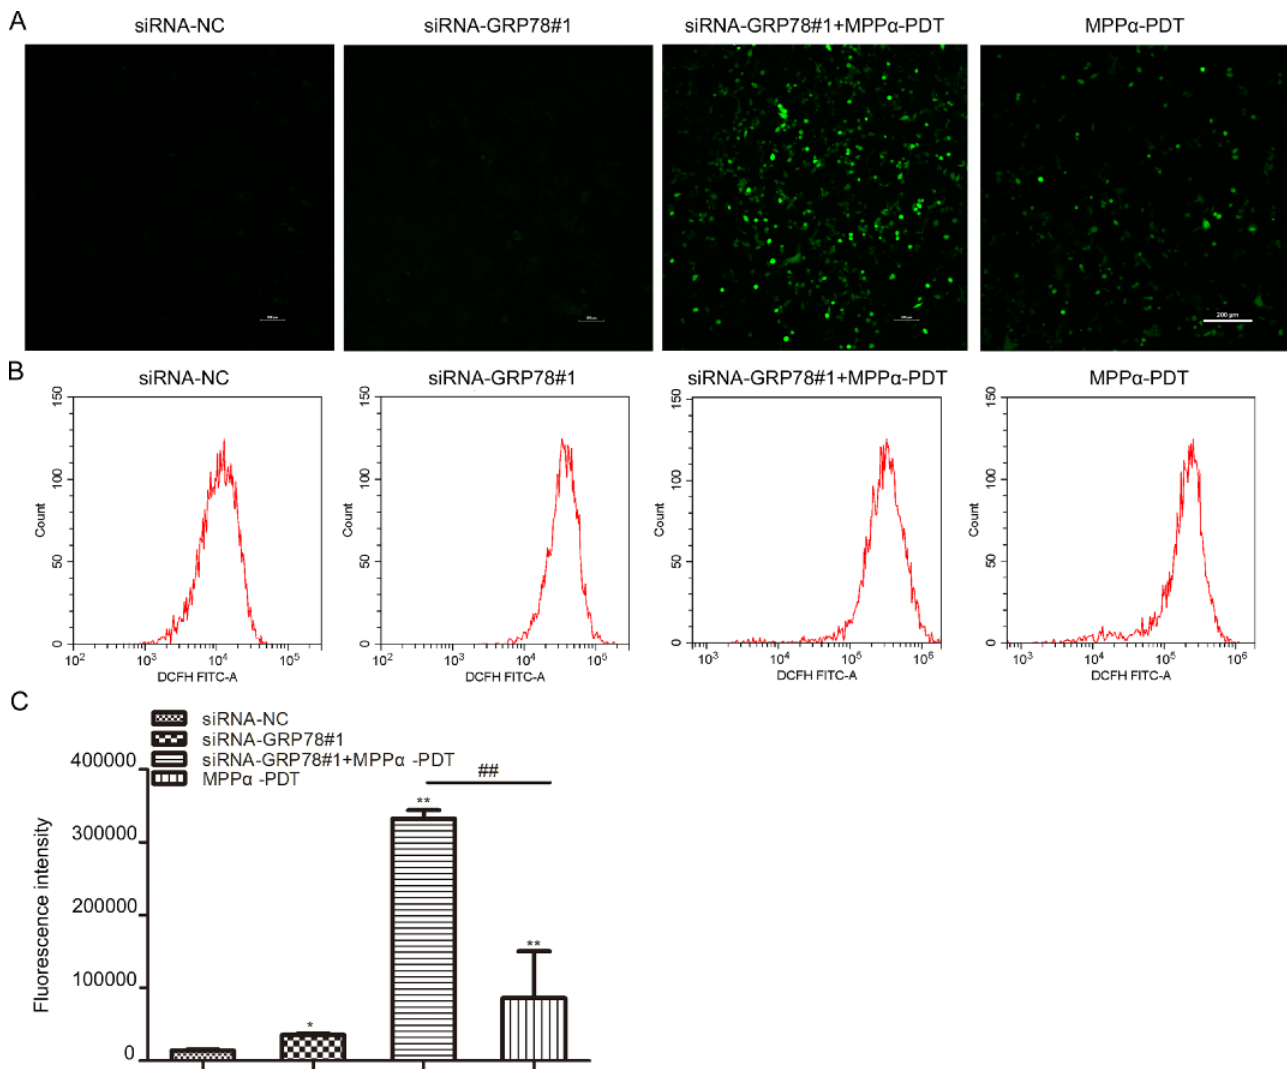 A
siRNA-NC siRNA-GRP78#1 siRNA-GRP78#1+MPPα-PDT MPPα-PDT
200 μm
B
siRNA-NC siRNA-GRP78#1 siRNA-GRP78#1+MPPα-PDT MPPα-PDT
150 150 150 150
100 100 100 100
Count Count Count Count
50 50 50 50
0 0 0 0
10² 10³ 10⁴ 10⁵ 10² 10³ 10⁴ 10⁵ 10³ 10⁴ 10⁵ 10⁶ 10³ 10⁴ 10⁵ 10⁶
DCFH FITC-A DCFH FITC-A DCFH FITC-A DCFH FITC-A
C
siRNA-NC
siRNA-GRP78#1
siRNA-GRP78#1+MPPα -PDT
MPPα -PDT
Fluorescence intensity
400000
300000
200000
100000
0
*
**
**
##